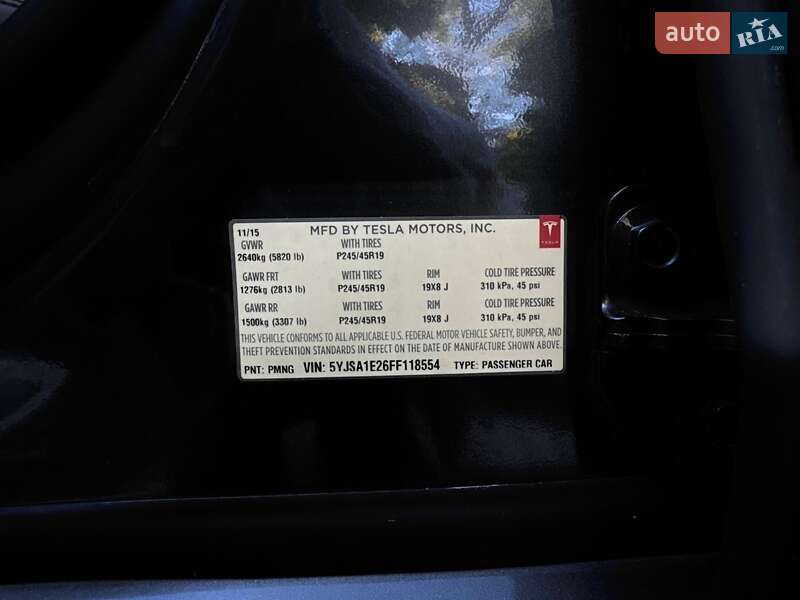 auto RIA
.com
11/15 MFD BY TESLA MOTORS, INC.
GVWR WITH TIRES
2640kg (5820 lb) P245/45R19
TESLA
GAWR FRT WITH TIRES RIM COLD TIRE PRESSURE
1276kg (2813 lb) P245/45R19 19X8 J 310 kPa, 45 psi
GAWR RR WITH TIRES RIM COLD TIRE PRESSURE
1500kg (3307 lb) P245/45R19 19X8 J 310 kPa, 45 psi
THIS VEHICLE CONFORMS TO ALL APPLICABLE U.S. FEDERAL MOTOR VEHICLE SAFETY, BUMPER, AND
THEFT PREVENTION STANDARDS IN EFFECT ON THE DATE OF MANUFACTURE SHOWN ABOVE.
PNT: PMNG VIN: 5YJSA1E26FF118554 TYPE: PASSENGER CAR